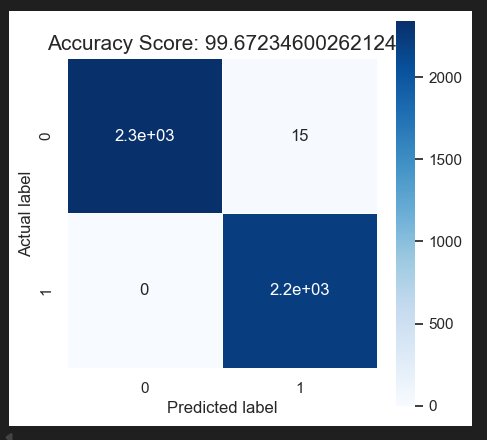 Accuracy Score: 99.67234600262124
0
2.3e+03
15
2000
1500
Actual label
1000
1
0
2.2e+03
500
0
0
1
Predicted label